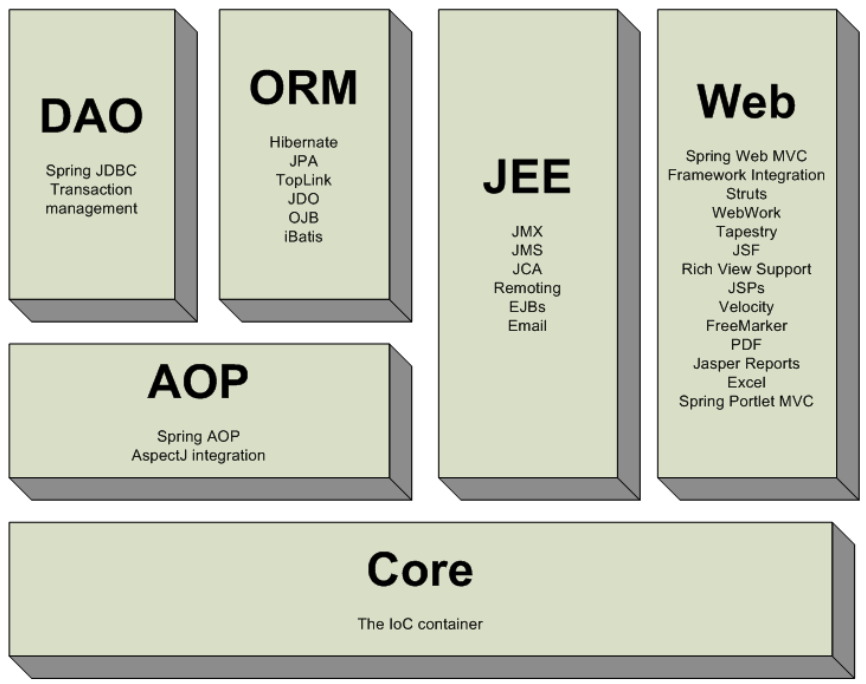 DAO
Spring JDBC
Transaction
management
ORM
Hibernate
JPA
TopLink
JDO
OJB
iBatis
JEE
JMX
JMS
JCA
Remoting
EJBs
Email
Web
Spring Web MVC
Framework Integration
Struts
WebWork
Tapestry
JSF
Rich View Support
JSPs
Velocity
FreeMarker
PDF
Jasper Reports
Excel
Spring Portlet MVC
AOP
Spring AOP
AspectJ integration
Core
The IoC container